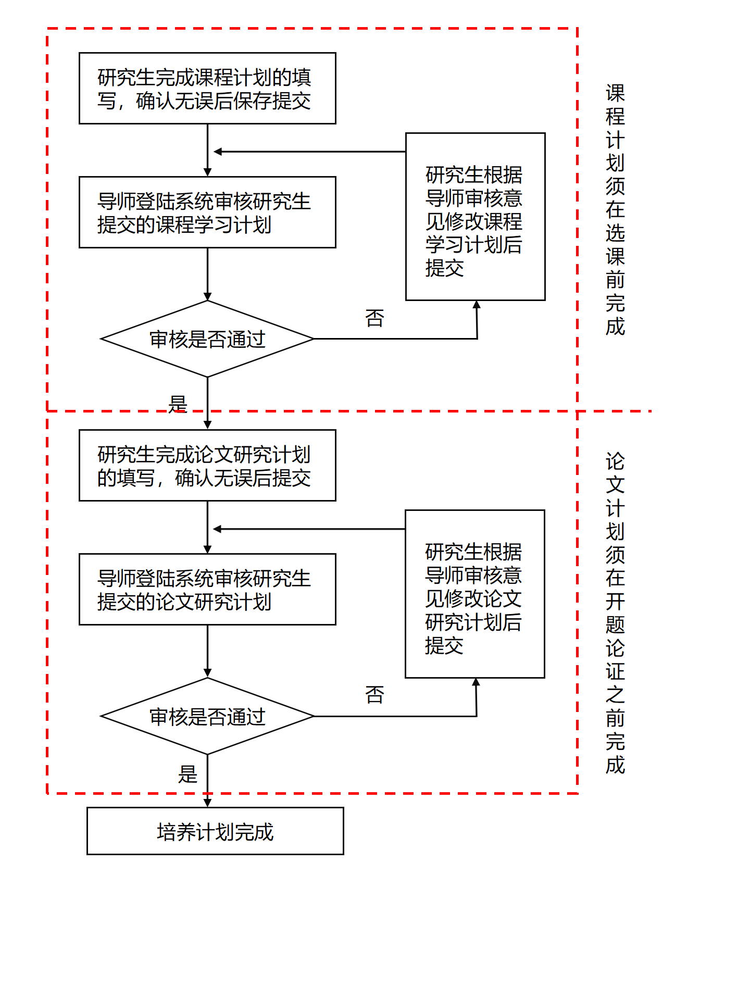 研究生完成课程计划的填
写，确认无误后保存提交
导师登陆系统审核研究生
提交的课程学习计划
研究生根据
导师审核意
见修改课程
学习计划后
提交
审核是否通过
否
是
课程计划须在选课前完成
研究生完成论文研究计划
的填写，确认无误后提交
导师登陆系统审核研究生
提交的论文研究计划
研究生根据
导师审核意
见修改论文
研究计划后
提交
审核是否通过
否
是
论文计划须在开题论证之前完成
培养计划完成